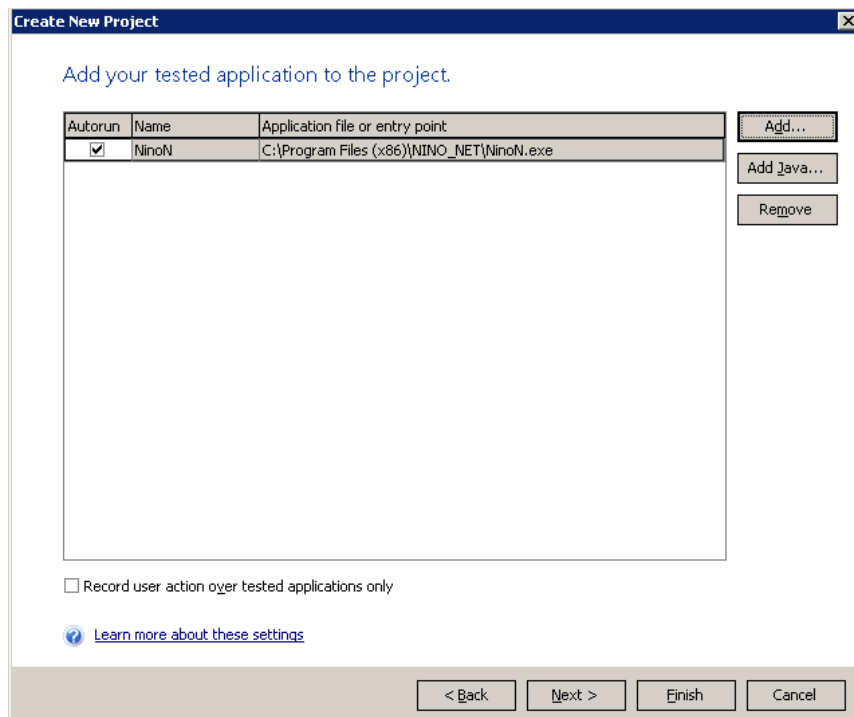 Create New Project
Add your tested application to the project.
Autorun Name Application file or entry point
NinoN C:\Program Files (x86)\NINO_NET\NinoN.exe
Add...
Add Java...
Remove
Record user action over tested applications only
Learn more about these settings
< Back Next > Finish Cancel